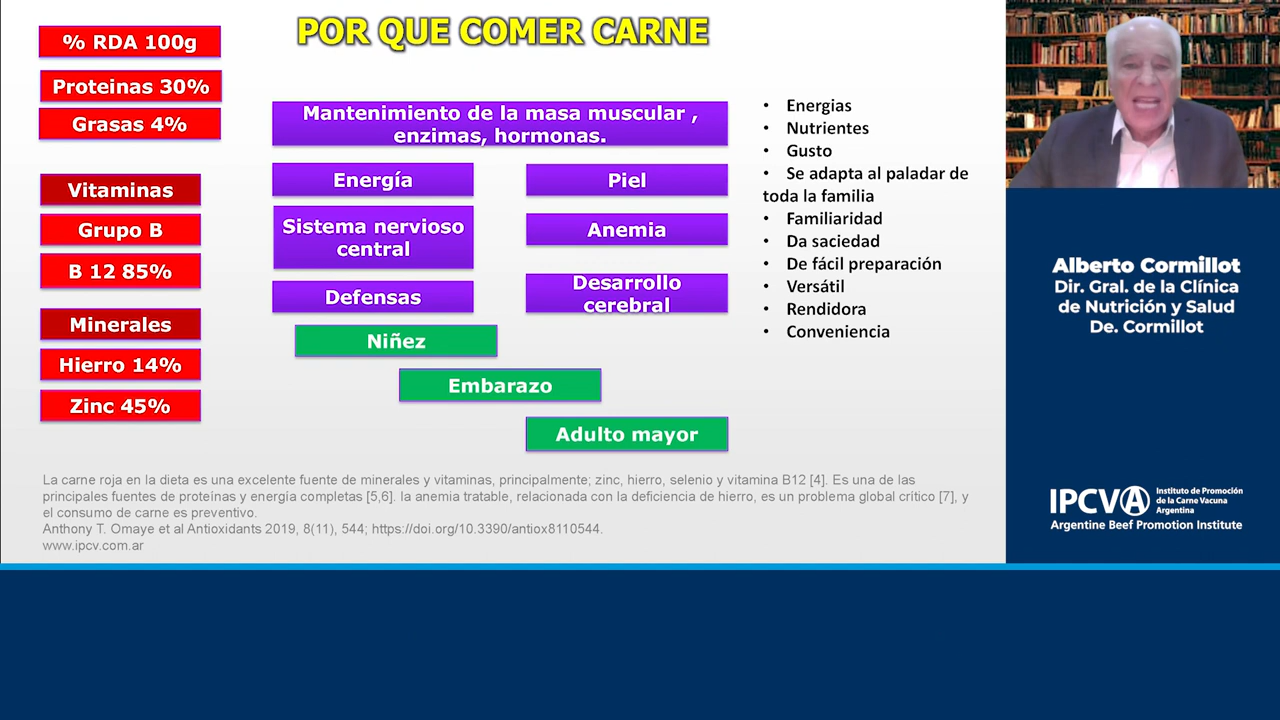 POR QUE COMER CARNE
% RDA 100g
Proteinas 30%
Grasas 4%
Vitaminas
Grupo B
B 12 85%
Minerales
Hierro 14%
Zinc 45%
Mantenimiento de la masa muscular ,
enzimas, hormonas.
Energía
Piel
Sistema nervioso
central
Anemia
Defensas
Desarrollo
cerebral
Niñez
Embarazo
Adulto mayor
• Energias
• Nutrientes
• Gusto
• Se adapta al paladar de
toda la familia
• Familiaridad
• Da saciedad
• De fácil preparación
• Versátil
• Rendidora
• Conveniencia
La carne roja en la dieta es una excelente fuente de minerales y vitaminas, principalmente; zinc, hierro, selenio y vitamina B12 [4]. Es una de las
principales fuentes de proteínas y energía completas [5,6]. la anemia tratable, relacionada con la deficiencia de hierro, es un problema global crítico [7], y
el consumo de carne es preventivo.
Anthony T. Omaye et al Antioxidants 2019, 8(11), 544; https://doi.org/10.3390/antiox8110544.
www.ipcv.com.ar
Alberto Cormillot
Dir. Gral. de la Clínica
de Nutrición y Salud
De. Cormillot
IPCVA
Instituto de Promoción
de la Carne Vacuna
Argentina
Argentine Beef Promotion Institute